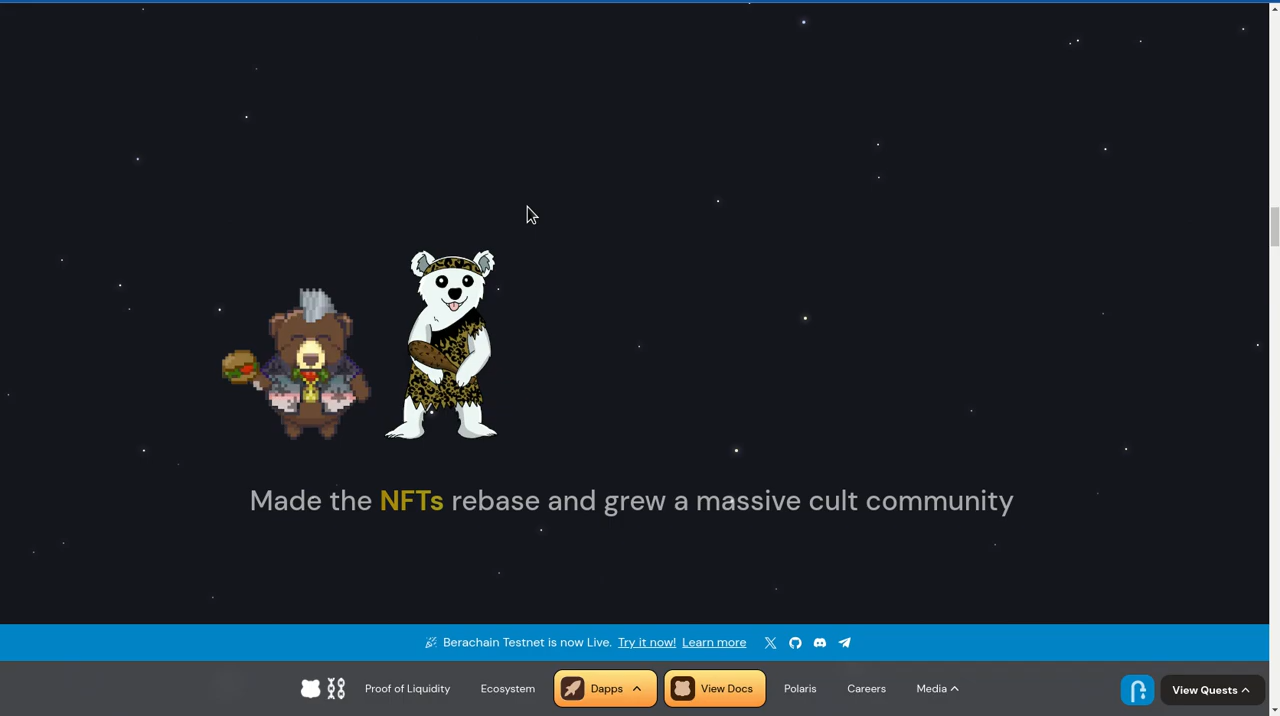 Made the NFTs rebase and grew a massive cult community
Berachain Testnet is now Live. Try it now! Learn more
Proof of Liquidity Ecosystem Dapps View Docs Polaris Careers Media View Quests